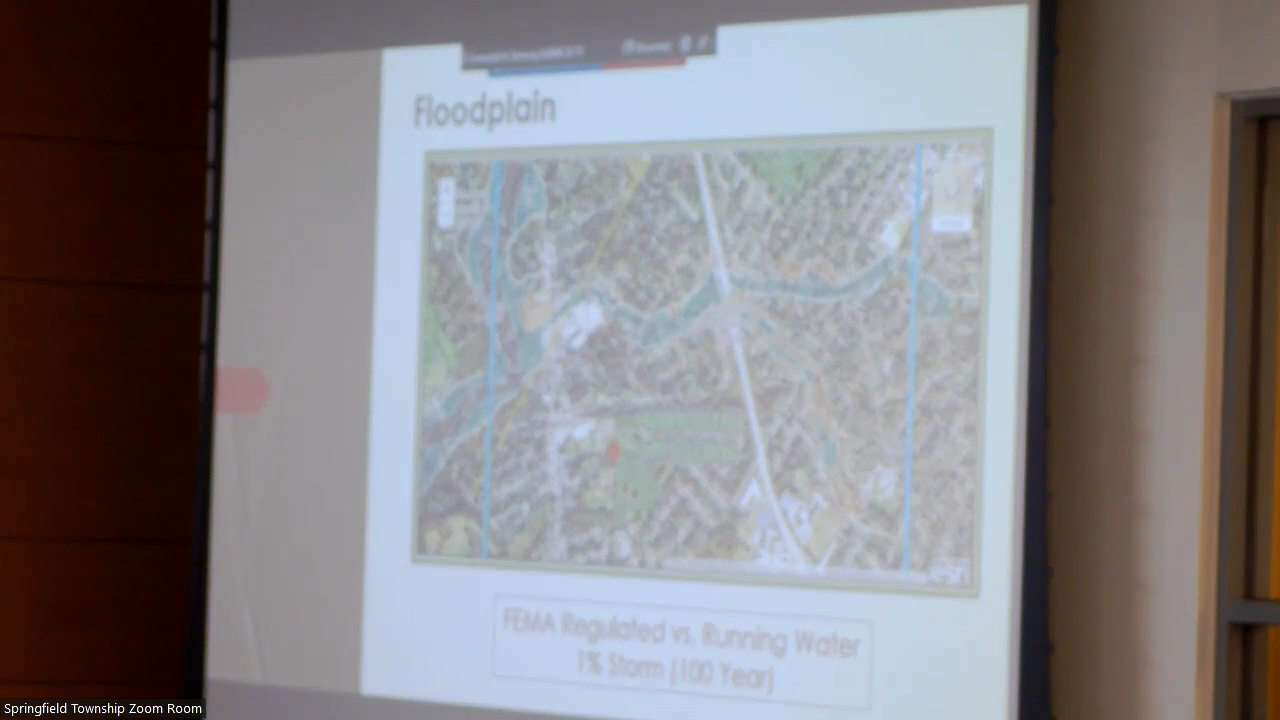 Floodplain
FEMA Regulated vs. Running Water
1% Storm (100 Year)
Springfield Township Zoom Room